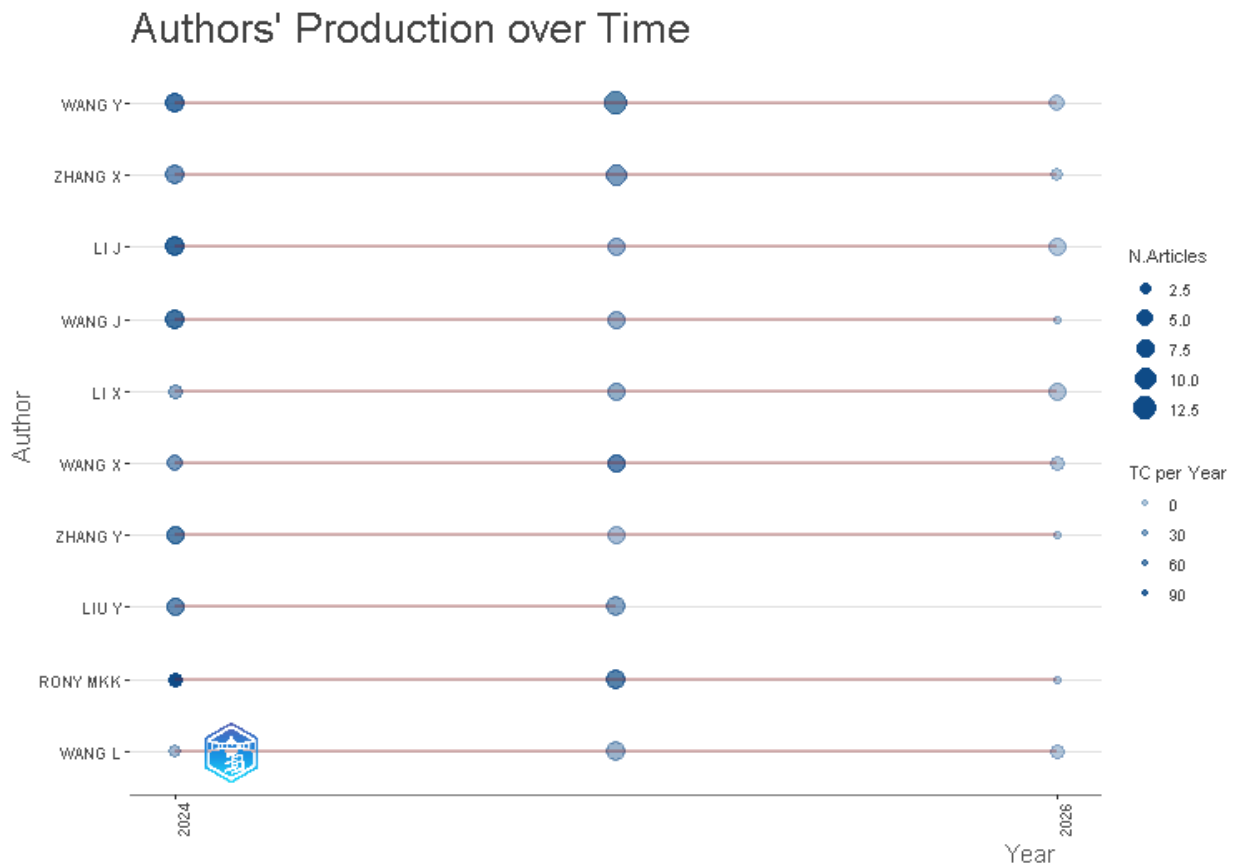 Authors' Production over Time
WANG Y
ZHANG X
LI J
WANG J
LI X
WANG X
ZHANG Y
LIU Y
RONY MKK
WANG L
Author
2024
2026
Year
N.Articles
2.5
5.0
7.5
10.0
12.5
TC per Year
0
30
60
90